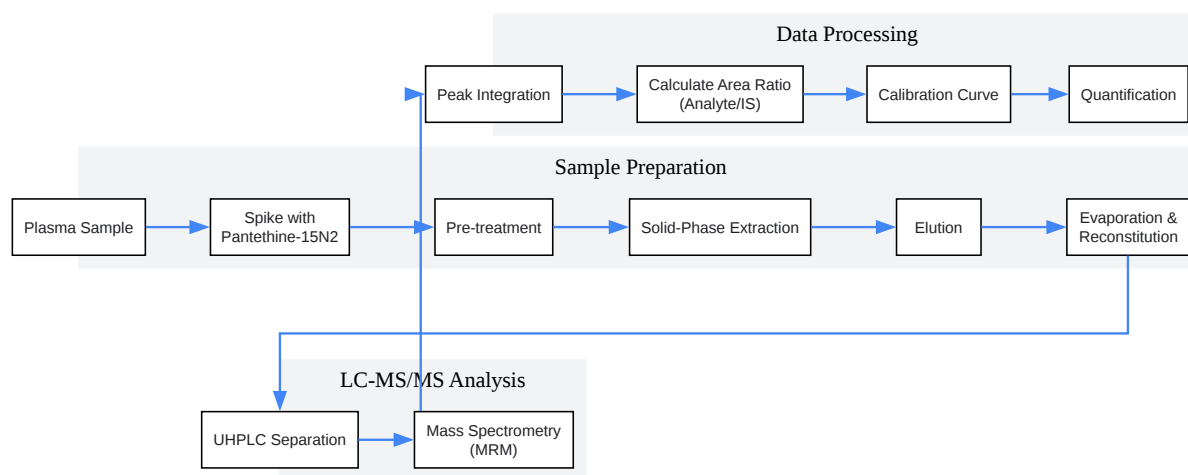 Data Processing
Peak Integration
Calculate Area Ratio
(Analyte/IS)
Calibration Curve
Quantification
Sample Preparation
Plasma Sample
Spike with
Pantethine-15N2
Pre-treatment
Solid-Phase Extraction
Elution
Evaporation &
Reconstitution
LC-MS/MS Analysis
UHPLC Separation
Mass Spectrometry
(MRM)